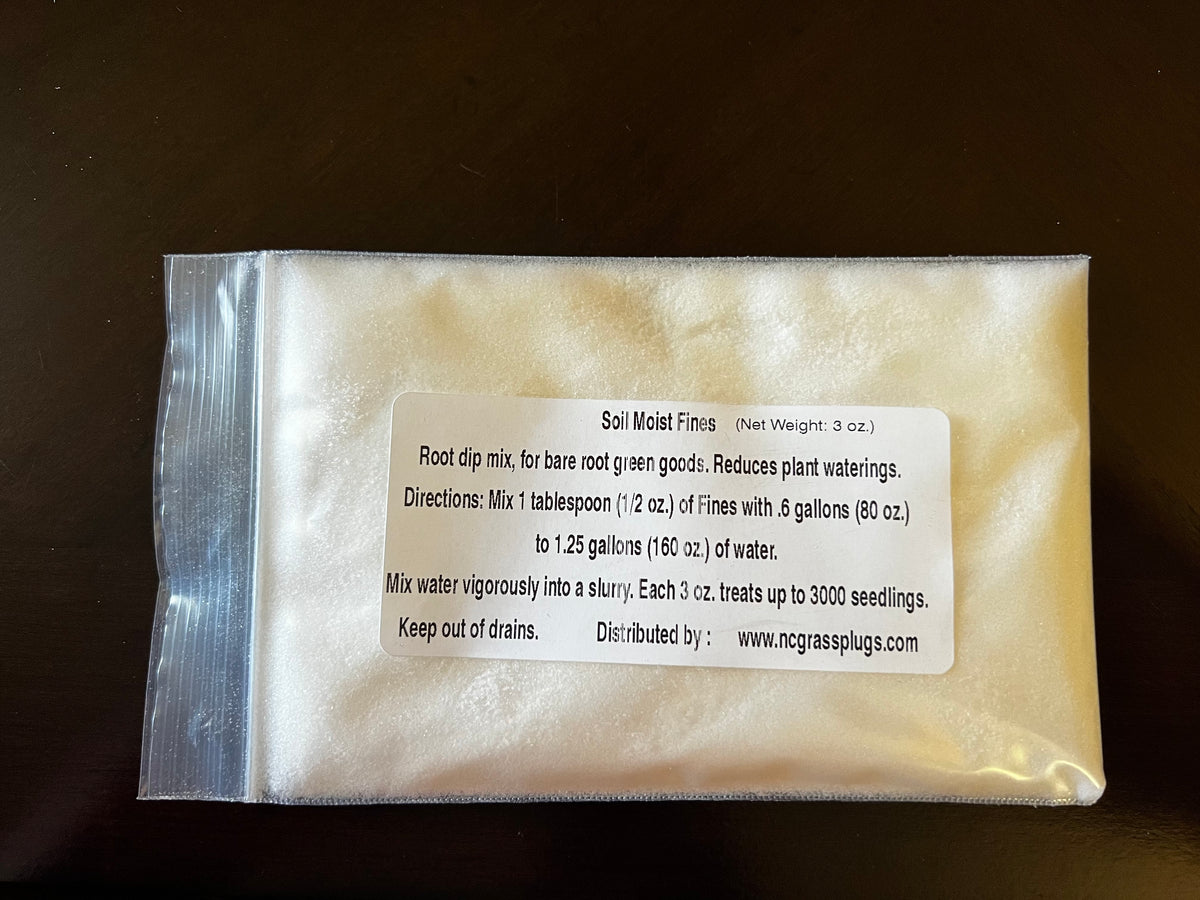 Soil Moist Fines (Net Weight: 3 oz.)
Root dip mix, for bare root green goods. Reduces plant waterings.
Directions: Mix 1 tablespoon (1/2 oz.) of Fines with .6 gallons (80 oz.)
to 1.25 gallons (160 oz.) of water.
Mix water vigorously into a slurry. Each 3 oz. treats up to 3000 seedlings.
Keep out of drains. Distributed by : www.ncgrassplugs.com